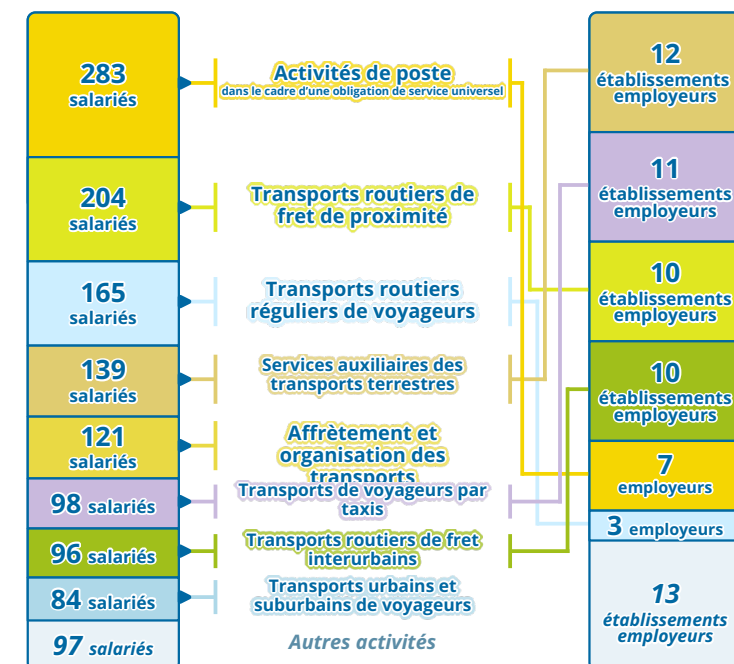 283
salariés
204
salariés
165
salariés
139
salariés
121
salariés
98 salariés
96 salariés
84 salariés
97 salariés
Activités de poste
dans le cadre d'une obligation de service universel
Transports routiers de
fret de proximité
Transports routiers
réguliers de voyageurs
Services auxiliaires des
transports terrestres
Affrètement et
organisation des
transports
Transports de voyageurs par
taxis
Transports routiers de fret
interurbains
Transports urbains et
suburbains de voyageurs
Autres activités
12
établissements
employeurs
11
établissements
employeurs
10
établissements
employeurs
10
établissements
employeurs
7
employeurs
3 employeurs
13
établissements
employeurs